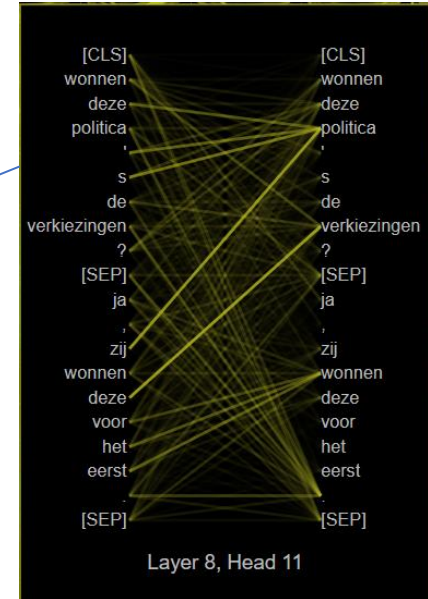 [CLS] [CLS]
wonnen wonnen
deze deze
politica politica
' '
s s
de de
verkiezingen verkiezingen
? ?
[SEP] [SEP]
ja ja
, ,
zij zij
wonnen wonnen
deze deze
voor voor
het het
eerst eerst
. .
[SEP] [SEP]
Layer 8, Head 11